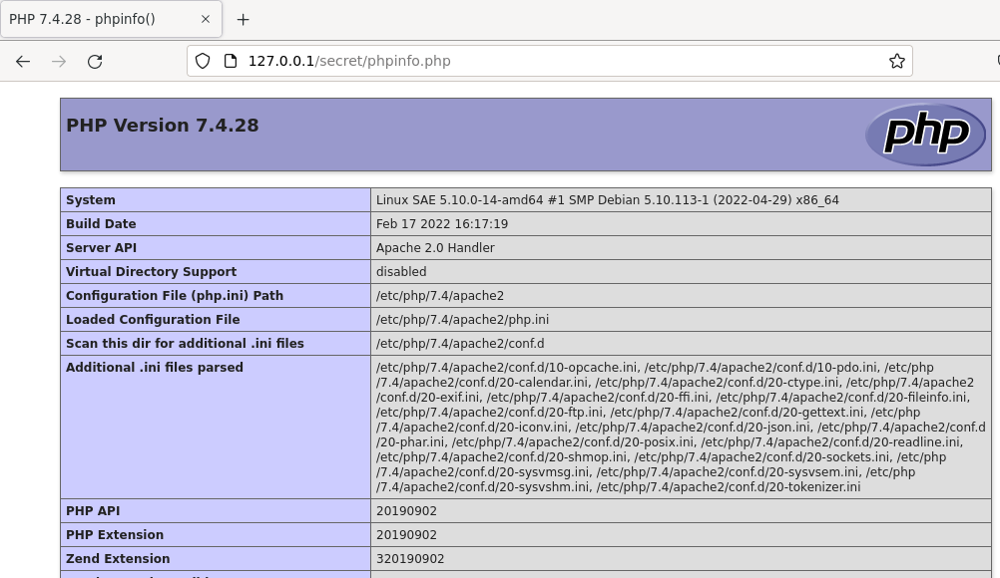 PHP 7.4.28 - phpinfo()
127.0.0.1/secret/phpinfo.php
PHP Version 7.4.28
php
System Linux SAE 5.10.0-14-amd64 #1 SMP Debian 5.10.113-1 (2022-04-29) x86_64
Build Date Feb 17 2022 16:17:19
Server API Apache 2.0 Handler
Virtual Directory Support disabled
Configuration File (php.ini) Path /etc/php/7.4/apache2
Loaded Configuration File /etc/php/7.4/apache2/php.ini
Scan this dir for additional .ini files /etc/php/7.4/apache2/conf.d
Additional .ini files parsed /etc/php/7.4/apache2/conf.d/10-opcache.ini, /etc/php/7.4/apache2/conf.d/10-pdo.ini, /etc/php
/7.4/apache2/conf.d/20-calendar.ini, /etc/php/7.4/apache2/conf.d/20-ctype.ini, /etc/php/7.4/apache2
/conf.d/20-exif.ini, /etc/php/7.4/apache2/conf.d/20-ffi.ini, /etc/php/7.4/apache2/conf.d/20-fileinfo.ini,
/etc/php/7.4/apache2/conf.d/20-ftp.ini, /etc/php/7.4/apache2/conf.d/20-gettext.ini, /etc/php
/7.4/apache2/conf.d/20-iconv.ini, /etc/php/7.4/apache2/conf.d/20-json.ini, /etc/php/7.4/apache2/conf.d
/20-phar.ini, /etc/php/7.4/apache2/conf.d/20-posix.ini, /etc/php/7.4/apache2/conf.d/20-readline.ini,
/etc/php/7.4/apache2/conf.d/20-shmop.ini, /etc/php/7.4/apache2/conf.d/20-sockets.ini, /etc/php
/7.4/apache2/conf.d/20-sysvmsg.ini, /etc/php/7.4/apache2/conf.d/20-sysvsem.ini, /etc/php
/7.4/apache2/conf.d/20-sysvshm.ini, /etc/php/7.4/apache2/conf.d/20-tokenizer.ini
PHP API 20190902
PHP Extension 20190902
Zend Extension 320190902